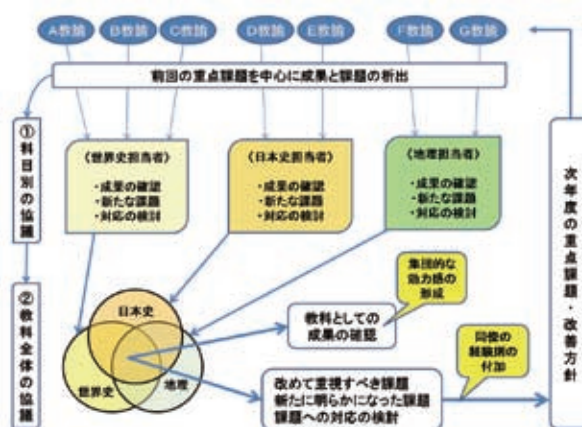 A教諭 B教諭 C教諭 D教諭 E教諭 F教諭 G教諭
前回の重点課題を中心に成果と課題の析出
①科目別の協議
〈世界史担当者〉
・成果の確認
・新たな課題
・対応の検討
〈日本史担当者〉
・成果の確認
・新たな課題
・対応の検討
〈地理担当者〉
・成果の確認
・新たな課題
・対応の検討
次年度の重点課題・改善方針
②教科全体の協議
日本史
世界史
地理
集団的な
効力感の
形成
教科としての
成果の確認
同僚の
経験則の
付加
改めて重視すべき課題
新たに明らかになった課題
課題への対応の検討